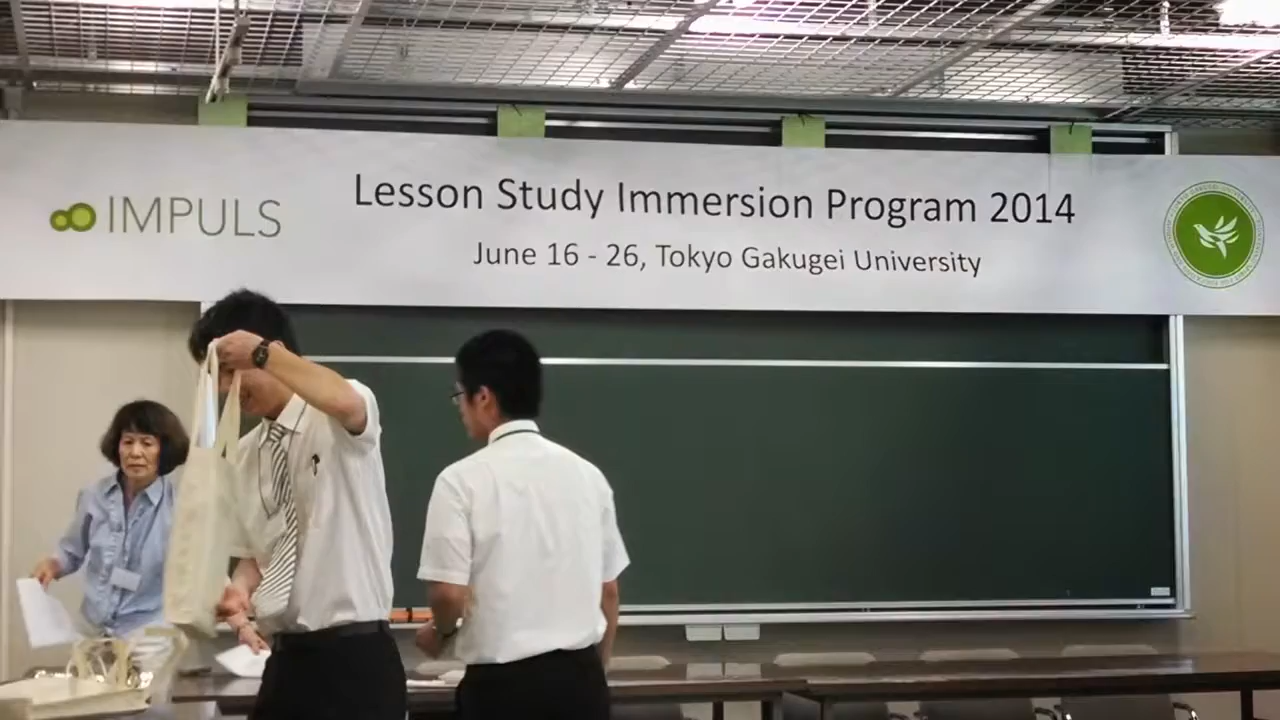 IMPULS
Lesson Study Immersion Program 2014
June 16 - 26, Tokyo Gakugei University